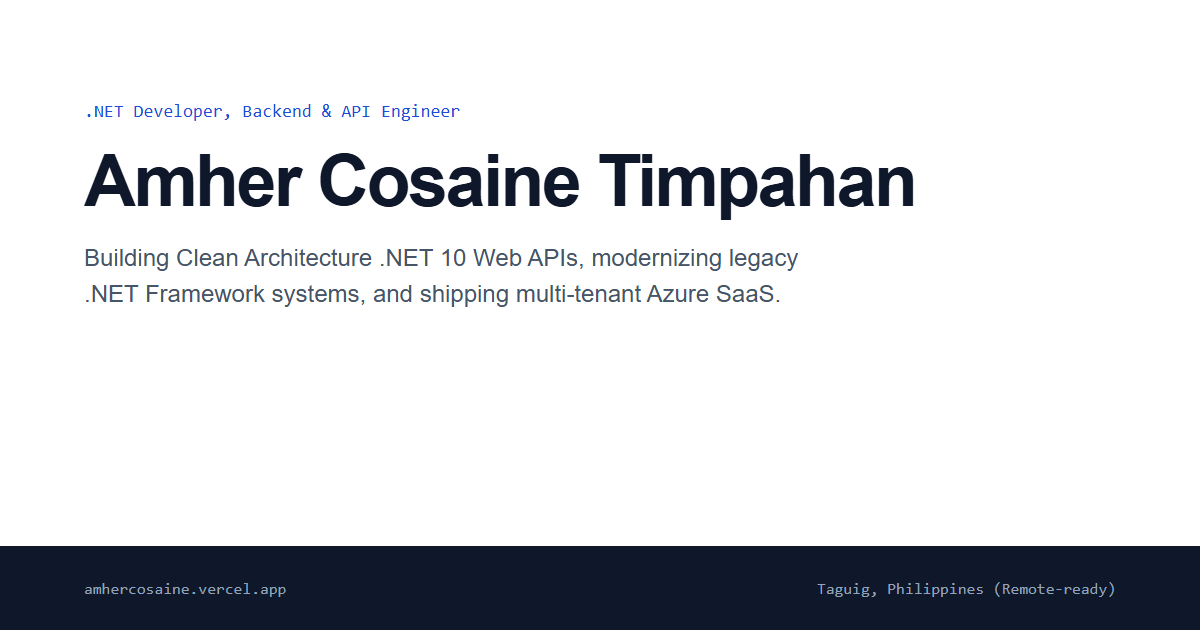 .NET Developer, Backend & API Engineer
Amher Cosaine Timpahan
Building Clean Architecture .NET 10 Web APIs, modernizing legacy
.NET Framework systems, and shipping multi-tenant Azure SaaS.
amhercosaine.vercel.app
Taguig, Philippines (Remote-ready)